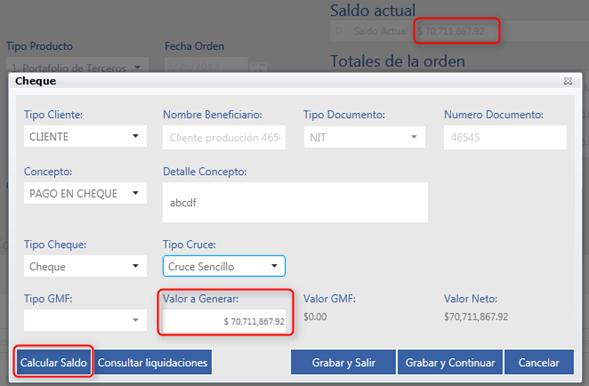 Saldo actual
Saldo Actual $ 70,711,867.92
Tipo Producto Fecha Orden
1. Portafolio de Terceros
Totales de la orden
Cheque
Tipo Cliente: Nombre Beneficiario: Tipo Documento: Numero Documento:
CLIENTE Cliente producción 465 NIT 46545
Concepto: Detalle Concepto:
PAGO EN CHEQUE abcdf
Tipo Cheque: Tipo Cruce:
Cheque Cruce Sencillo
Tipo GMF: Valor a Generar: Valor GMF: Valor Neto:
$ 70,711,867.92 $0.00 $70,711,867.92
Calcular Saldo Consultar liquidaciones Grabar y Salir Grabar y Continuar Cancelar